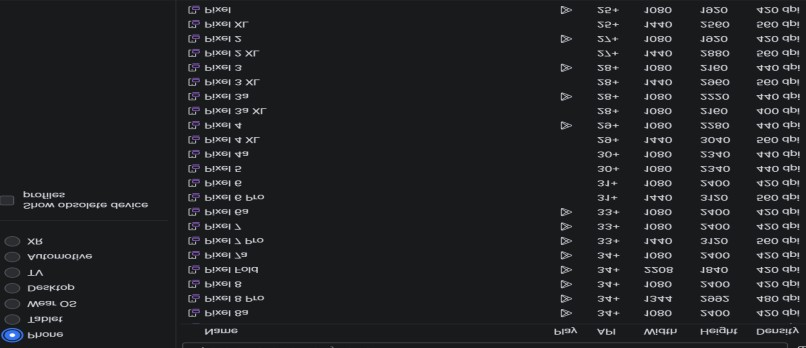 Phone
Tablet
Wear OS
Desktop
TV
Automotive
XR
Show obsolete device
profiles
Name Play API Width Height Density
Pixel 8a 34+ 1080 2400 420 dpi
Pixel 8 Pro 34+ 1344 2992 480 dpi
Pixel 8 34+ 1080 2400 420 dpi
Pixel Fold 34+ 2208 1840 420 dpi
Pixel 7a 34+ 1080 2400 420 dpi
Pixel 7 Pro 33+ 1440 3120 560 dpi
Pixel 7 33+ 1080 2400 420 dpi
Pixel 6a 33+ 1080 2400 420 dpi
Pixel 6 Pro 31+ 1440 3120 560 dpi
Pixel 6 31+ 1080 2400 420 dpi
Pixel 5 30+ 1080 2340 440 dpi
Pixel 4a 30+ 1080 2340 440 dpi
Pixel 4 XL 29+ 1440 3040 560 dpi
Pixel 4 29+ 1080 2280 440 dpi
Pixel 3a XL 28+ 1080 2160 400 dpi
Pixel 3a 28+ 1080 2220 440 dpi
Pixel 3 XL 28+ 1440 2960 560 dpi
Pixel 3 28+ 1080 2160 440 dpi
Pixel 2 XL 27+ 1440 2880 560 dpi
Pixel 2 27+ 1080 1920 420 dpi
Pixel XL 25+ 1440 2560 560 dpi
Pixel 25+ 1080 1920 420 dpi